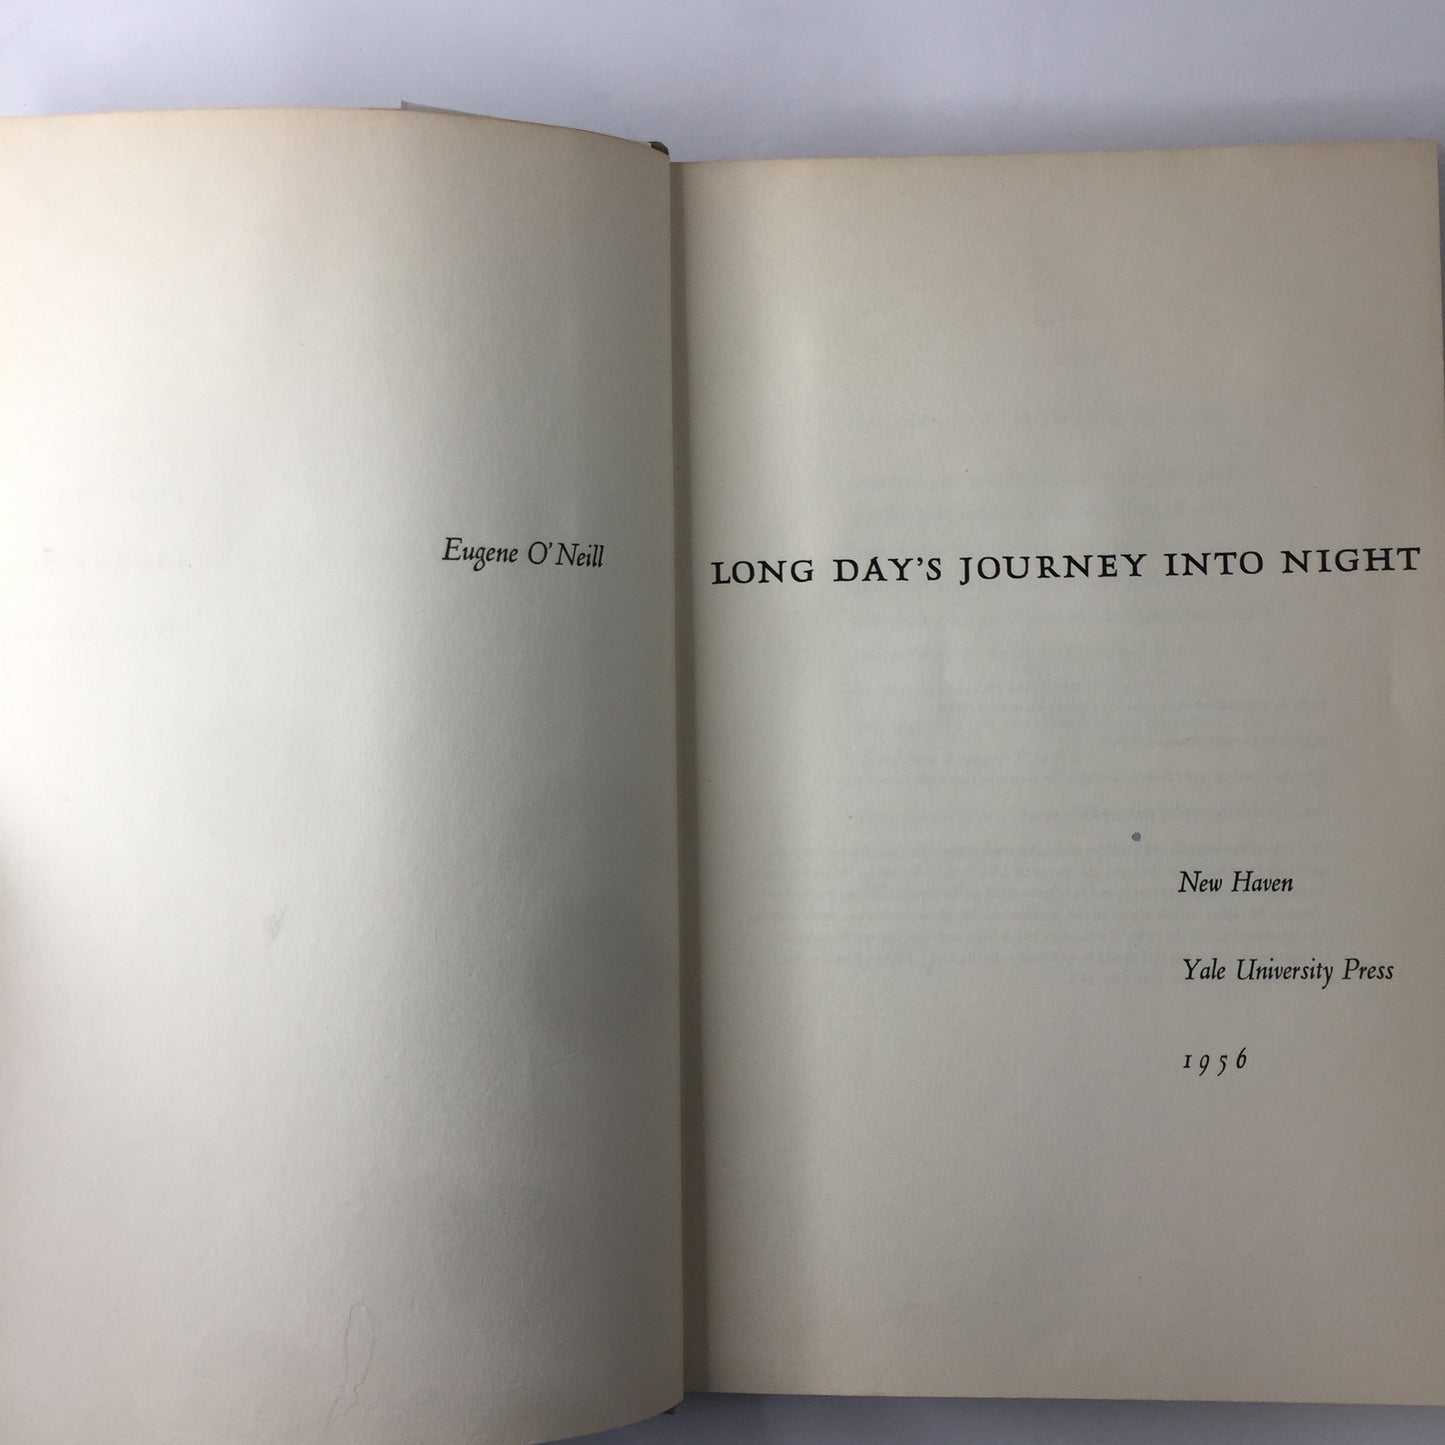 Eugene O'Neill
LONG DAY'S JOURNEY INTO NIGHT
New Haven
Yale University Press
1956